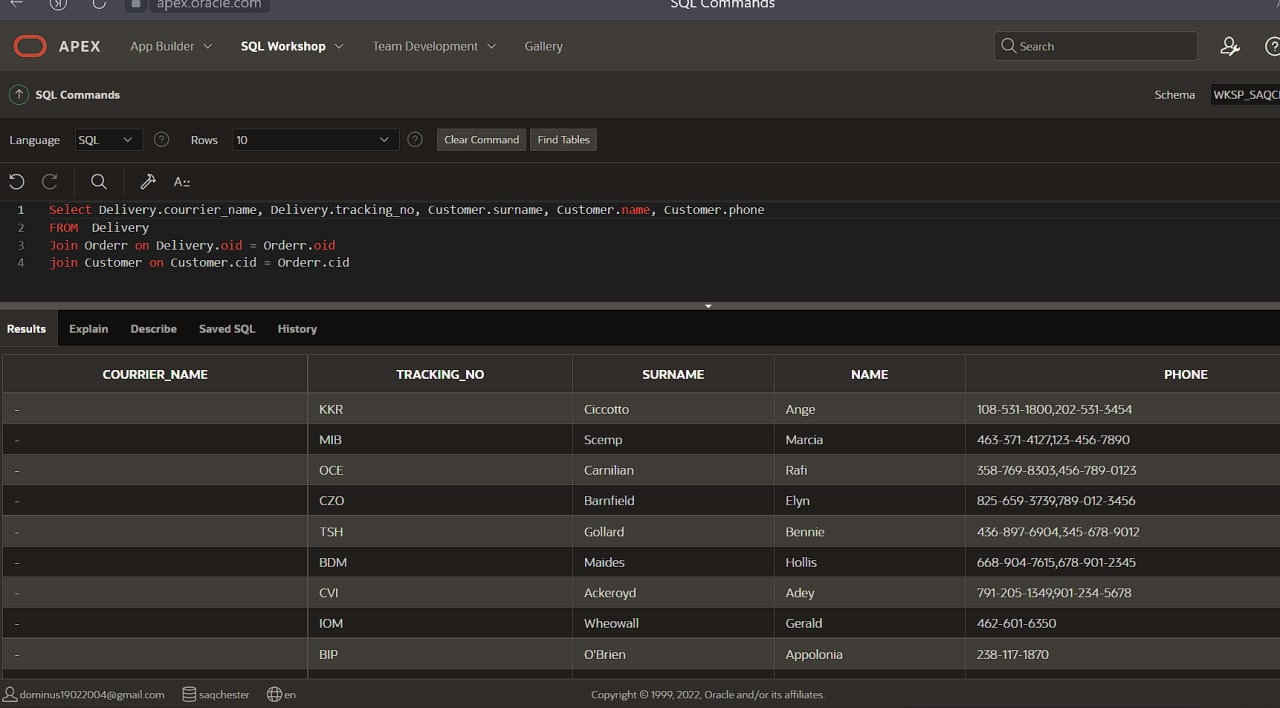 apex.oracle.com
SQL Commands
APEX App Builder SQL Workshop Team Development Gallery Search
SQL Commands Schema
Language SQL Rows 10 Clear Command Find Tables
1 Select Delivery.courrier_name, Delivery.tracking_no, Customer.surname, Customer.name, Customer.phone
2 FROM Delivery
3 Join Orderr on Delivery.oid = Orderr.oid
4 join Customer on Customer.cid = Orderr.cid
Results Explain Describe Saved SQL History
COURRIER_NAME TRACKING_NO SURNAME NAME PHONE
- KKR Ciccotto Ange 108-531-1800,202-531-3454
- MIB Scemp Marcia 463-371-4127,123-456-7890
- OCE Carnilian Rafi 358-769-8303,456-789-0123
- CZO Barnfield Elyn 825-659-3739,789-012-3456
- TSH Gollard Bennie 436-897-6904,345-678-9012
- BDM Maides Hollis 668-904-7615,678-901-2345
- CVI Ackeroyd Adey 791-205-1349,901-234-5678
- IOM Wheowall Gerald 462-601-6350
- BIP O'Brien Appolonia 238-117-1870
dominus19022004@gmail.com saqchester en Copyright © 1999, 2022, Oracle and/or its affiliates.